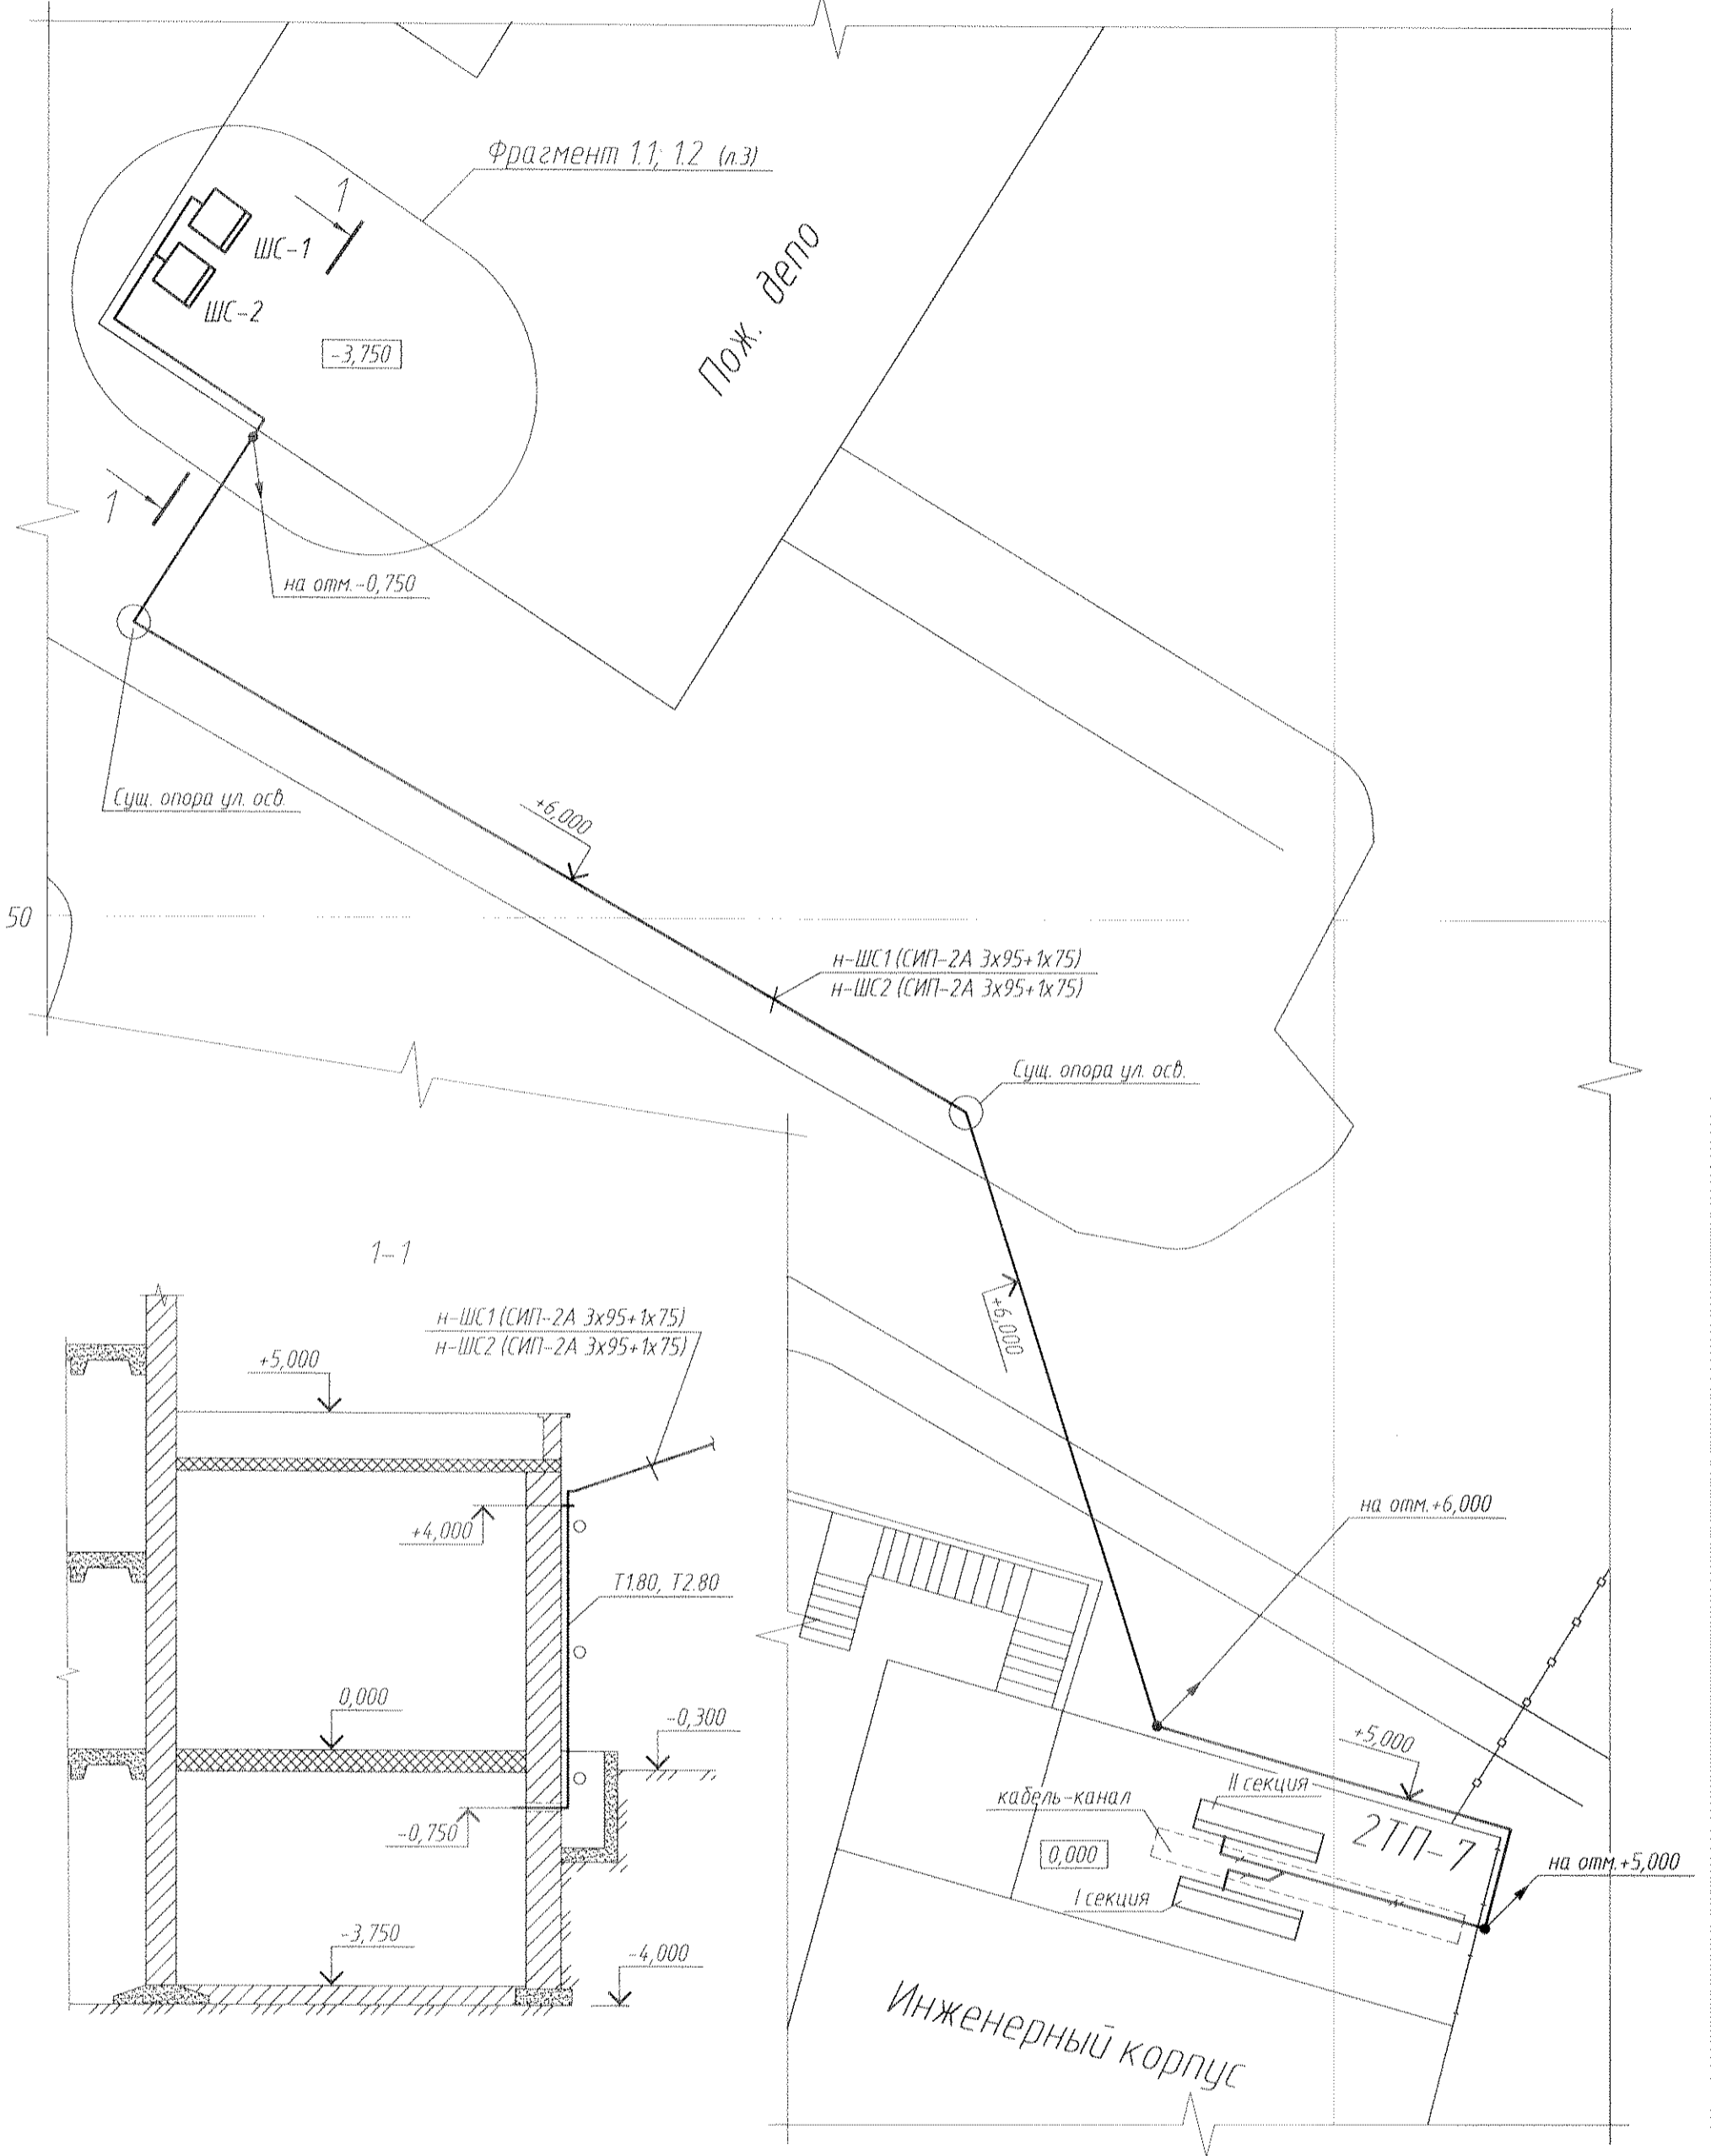 Фрагмент 1.1; 1.2 (л.3)
1
ШС-1
ШС-2
-3,750
Пож. депо
1
на отм.-0,750
Сущ. опора ул. осв.
+6,000
50
н-ШС1 (СИП-2А 3х95+1х75)
н-ШС2 (СИП-2А 3х95+1х75)
Сущ. опора ул. осв.
+6,000
1-1
н-ШС1 (СИП-2А 3х95+1х75)
н-ШС2 (СИП-2А 3х95+1х75)
+5,000
+4,000
Т1.80, Т2.80
0,000
-0,300
-0,750
-3,750
-4,000
на отм.+6,000
+5,000
II секция
кабель-канал
2ТП-7
0,000
на отм.+5,000
I секция
Инженерный корпус